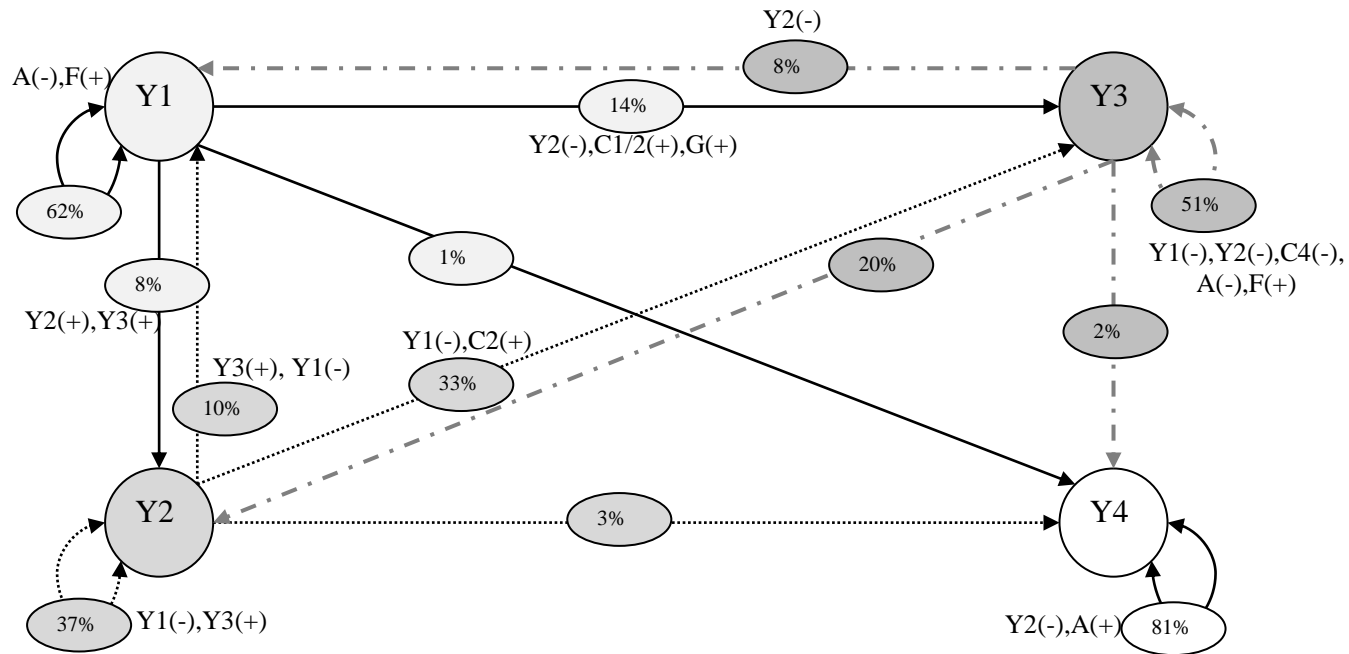 Y2(-)
8%
A(-),F(+)
Y1
Y3
14%
Y2(-),C1/2(+),G(+)
62%
51%
1%
20%
Y1(-),Y2(-),C4(-),
A(-),F(+)
8%
Y2(+),Y3(+)
2%
Y1(-),C2(+)
Y3(+), Y1(-)
33%
10%
Y2
Y4
3%
37%
Y1(-),Y3(+)
Y2(-),A(+)
81%